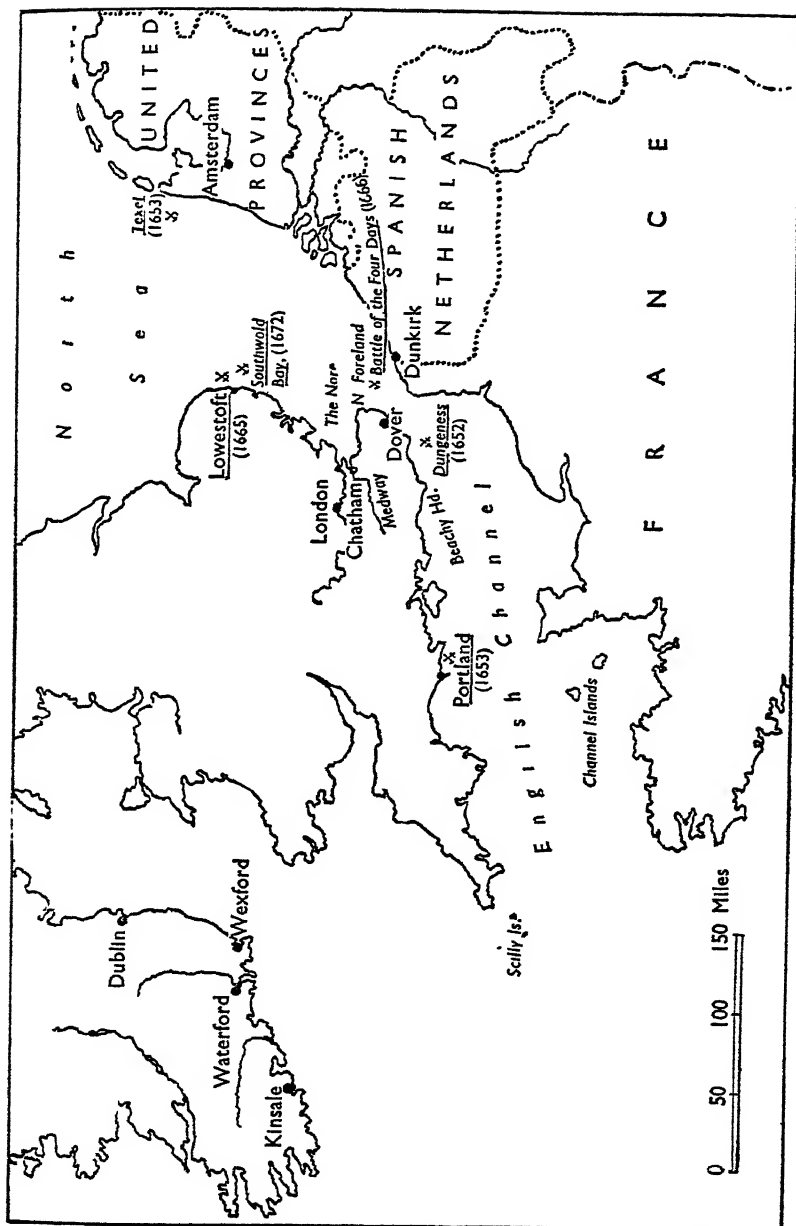 North
Sea
UNITED
PROVINCES
Amsterdam
Texel
(1653)
SPANISH
NETHERLANDS
Battle of the Four Days (1666)
N Foreland
The Nore
Southwold
Bay, (1672)
Lowestoft
(1665)
London
Chatham
Medway
Dover
Dunkirk
Dungeness
(1652)
Beachy Hd.
Portland
(1653)
English Channel
Channel Islands
FRANCE
Scilly Is.
Dublin
Wexford
Waterford
Kinsale
0 50 100 150 Miles